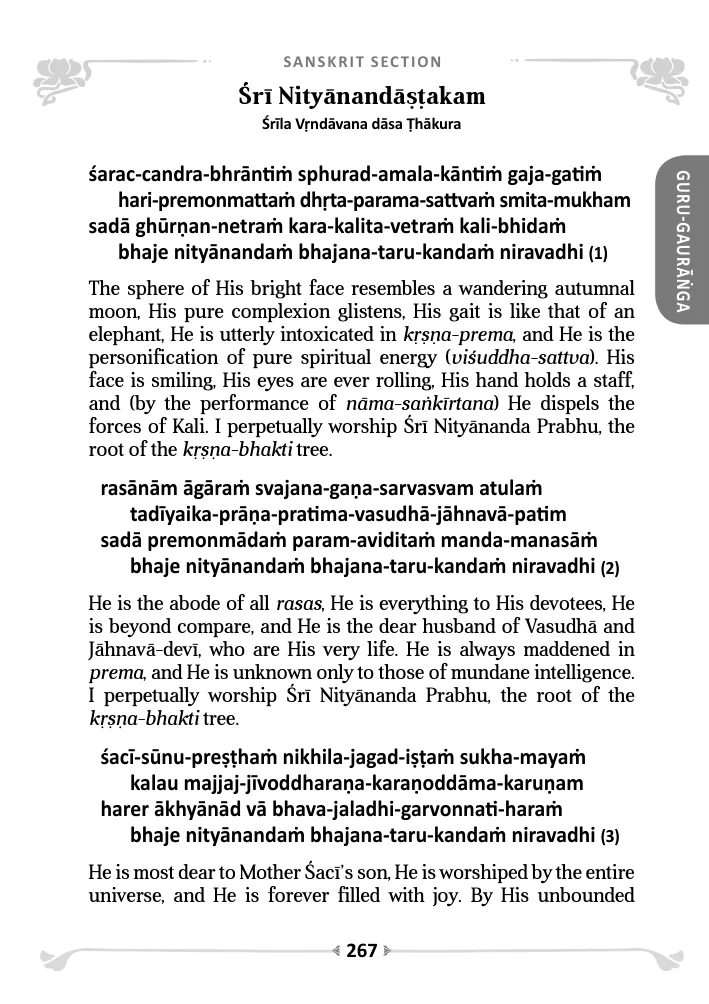 SANSKRIT SECTION
Śrī Nityānandāṣṭakam
Śrīla Vṛndāvana dāsa Ṭhākura
śarac-candra-bhrāntiṁ sphurad-amala-kāntiṁ gaja-gatiṁ
hari-premonmattaṁ dhṛta-parama-sattvaṁ smita-mukham
sadā ghūrṇan-netraṁ kara-kalita-vetraṁ kali-bhidaṁ
bhaje nityānandaṁ bhajana-taru-kandaṁ niravadhi (1)
GURU-GAURĀṄGA
The sphere of His bright face resembles a wandering autumnal
moon, His pure complexion glistens, His gait is like that of an
elephant, He is utterly intoxicated in kṛṣṇa-prema, and He is the
personification of pure spiritual energy (viśuddha-sattva). His
face is smiling, His eyes are ever rolling, His hand holds a staff,
and (by the performance of nāma-saṅkīrtana) He dispels the
forces of Kali. I perpetually worship Śrī Nityānanda Prabhu, the
root of the kṛṣṇa-bhakti tree.
rasānām āgāraṁ svajana-gaṇa-sarvasvam atulaṁ
tadīyaika-prāṇa-pratima-vasudhā-jāhnavā-patim
sadā premonmādaṁ param-aviditaṁ manda-manasāṁ
bhaje nityānandaṁ bhajana-taru-kandaṁ niravadhi (2)
He is the abode of all rasas, He is everything to His devotees, He
is beyond compare, and He is the dear husband of Vasudhā and
Jāhnavā-devī, who are His very life. He is always maddened in
prema, and He is unknown only to those of mundane intelligence.
I perpetually worship Śrī Nityānanda Prabhu, the root of the
kṛṣṇa-bhakti tree.
śacī-sūnu-preṣṭhaṁ nikhila-jagad-iṣṭaṁ sukha-mayaṁ
kalau majjaj-jīvoddharaṇa-karaṇoddāma-karuṇam
harer ākhyānād vā bhava-jaladhi-garvonnati-haraṁ
bhaje nityānandaṁ bhajana-taru-kandaṁ niravadhi (3)
He is most dear to Mother Śacī’s son, He is worshiped by the entire
universe, and He is forever filled with joy. By His unbounded
267